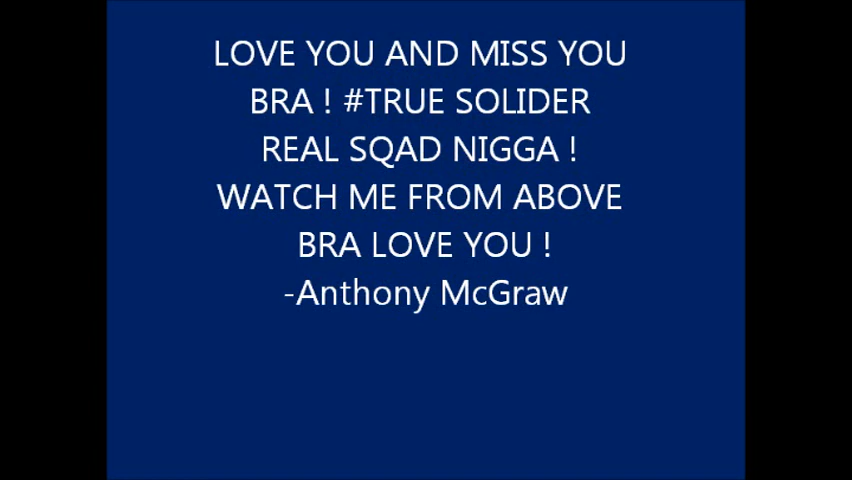 LOVE YOU AND MISS YOU
BRA ! #TRUE SOLIDER
REAL SQAD NIGGA !
WATCH ME FROM ABOVE
BRA LOVE YOU !
-Anthony McGraw